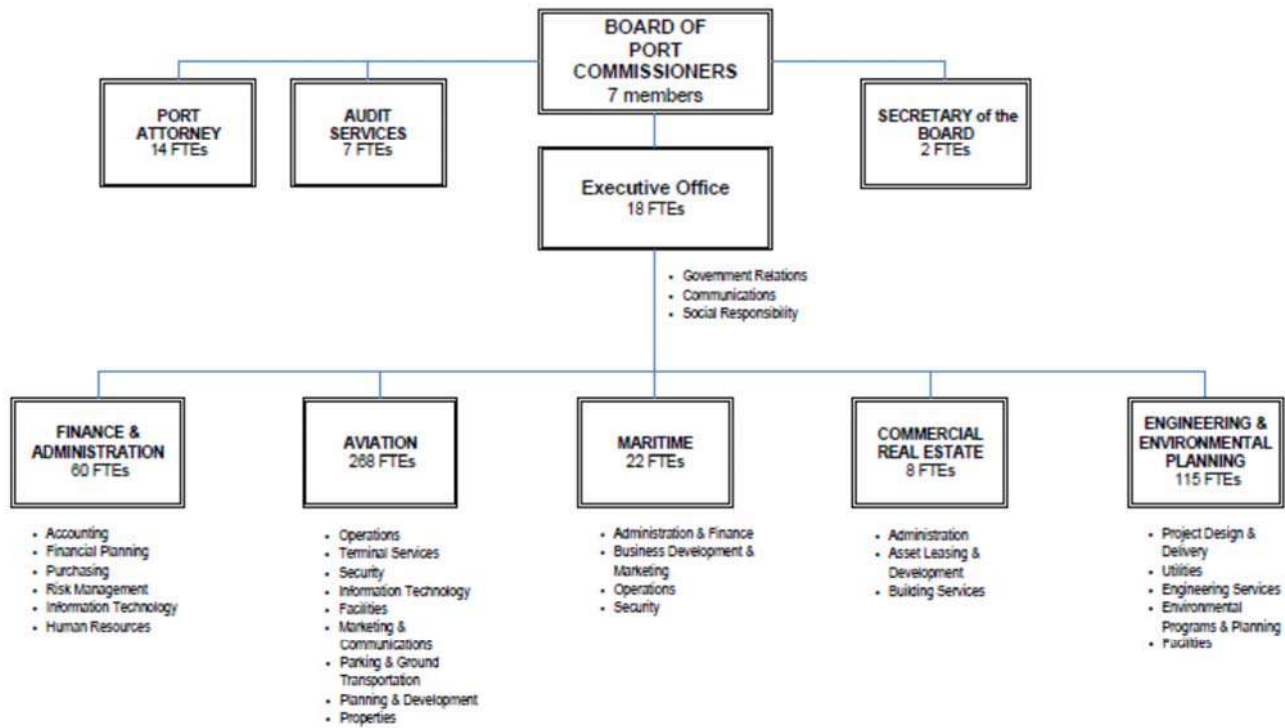 BOARD OF
PORT
COMMISSIONERS
7 members
PORT
ATTORNEY
14 FTEs
AUDIT
SERVICES
7 FTEs
SECRETARY of the
BOARD
2 FTEs
Executive Office
18 FTEs
• Government Relations
• Communications
• Social Responsibility
FINANCE &
ADMINISTRATION
60 FTEs
• Accounting
• Financial Planning
• Purchasing
• Risk Management
• Information Technology
• Human Resources
AVIATION
268 FTEs
• Operations
• Terminal Services
• Security
• Information Technology
• Facilities
• Marketing &
Communications
• Parking & Ground
Transportation
• Planning & Development
• Properties
MARITIME
22 FTEs
• Administration & Finance
• Business Development &
Marketing
• Operations
• Security
COMMERCIAL
REAL ESTATE
8 FTEs
• Administration
• Asset Leasing &
Development
• Building Services
ENGINEERING &
ENVIRONMENTAL
PLANNING
115 FTEs
• Project Design &
Delivery
• Utilities
• Engineering Services
• Environmental
Programs & Planning
• Facilities